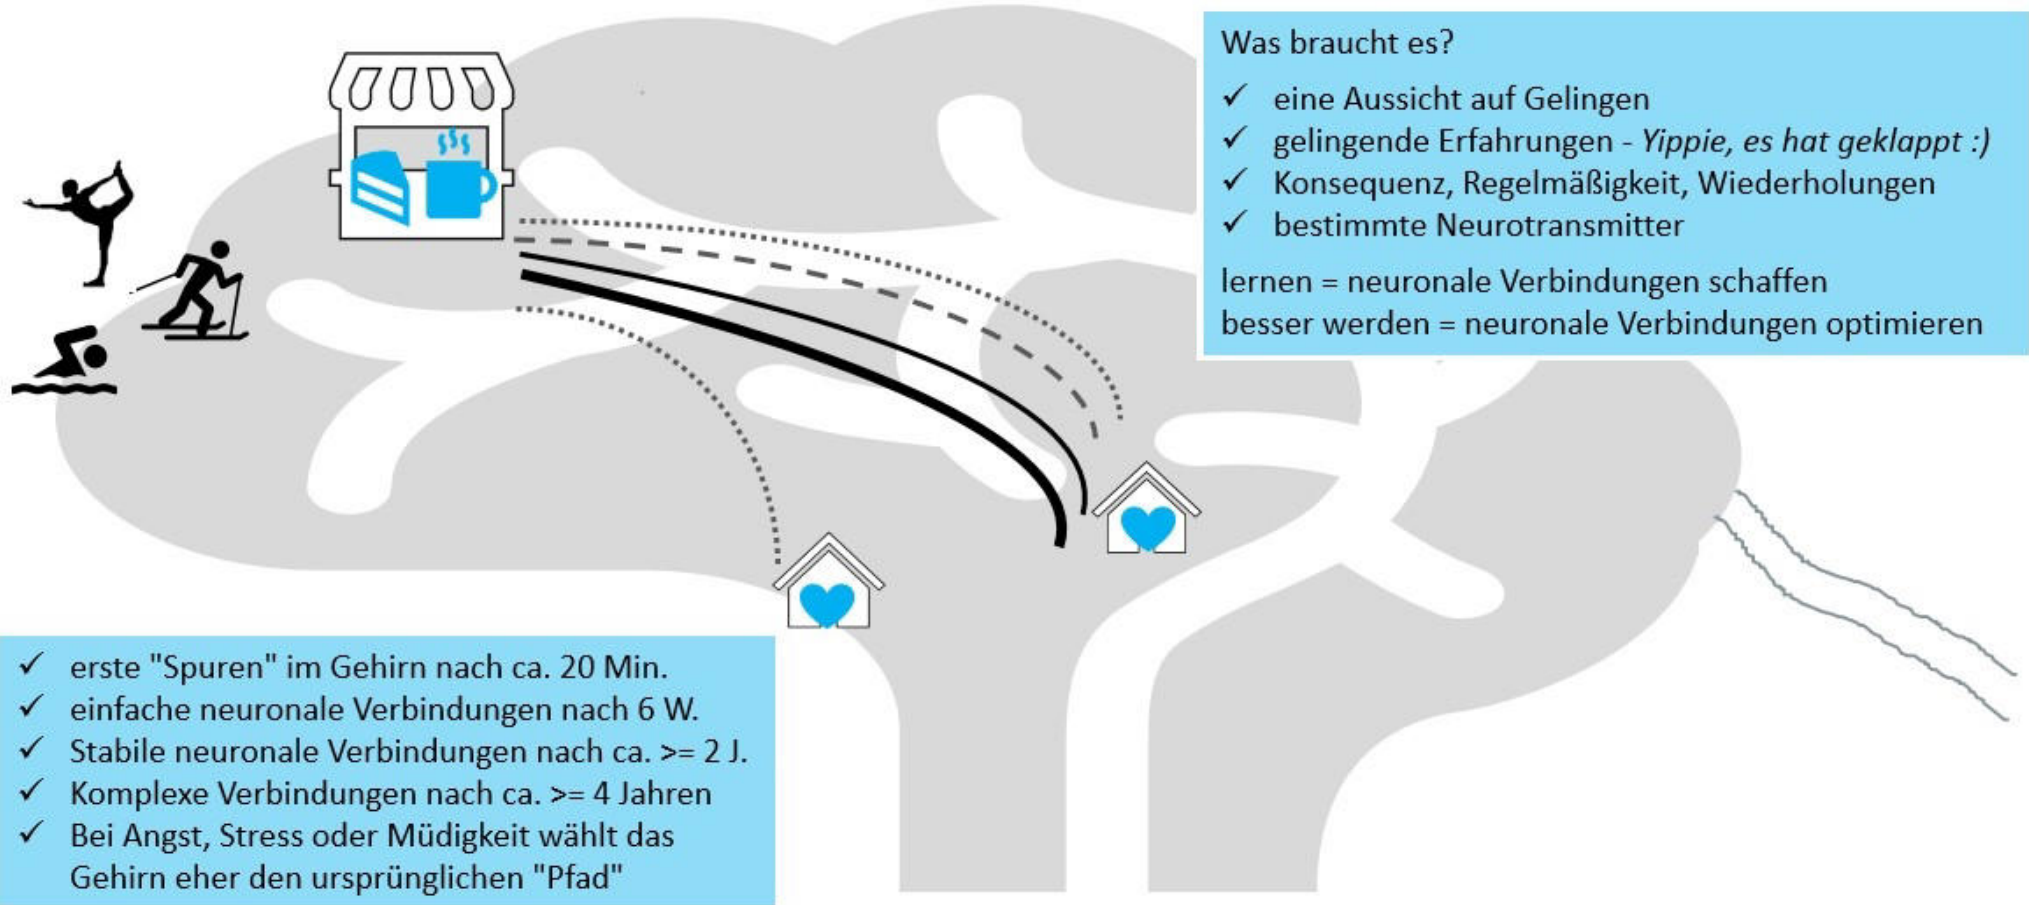 Was braucht es?
✓ eine Aussicht auf Gelingen
✓ gelingende Erfahrungen - Yippie, es hat geklappt :)
✓ Konsequenz, Regelmäßigkeit, Wiederholungen
✓ bestimmte Neurotransmitter
lernen = neuronale Verbindungen schaffen
besser werden = neuronale Verbindungen optimieren
✓ erste "Spuren" im Gehirn nach ca. 20 Min.
✓ einfache neuronale Verbindungen nach 6 W.
✓ Stabile neuronale Verbindungen nach ca. >= 2 J.
✓ Komplexe Verbindungen nach ca. >= 4 Jahren
✓ Bei Angst, Stress oder Müdigkeit wählt das
Gehirn eher den ursprünglichen "Pfad"